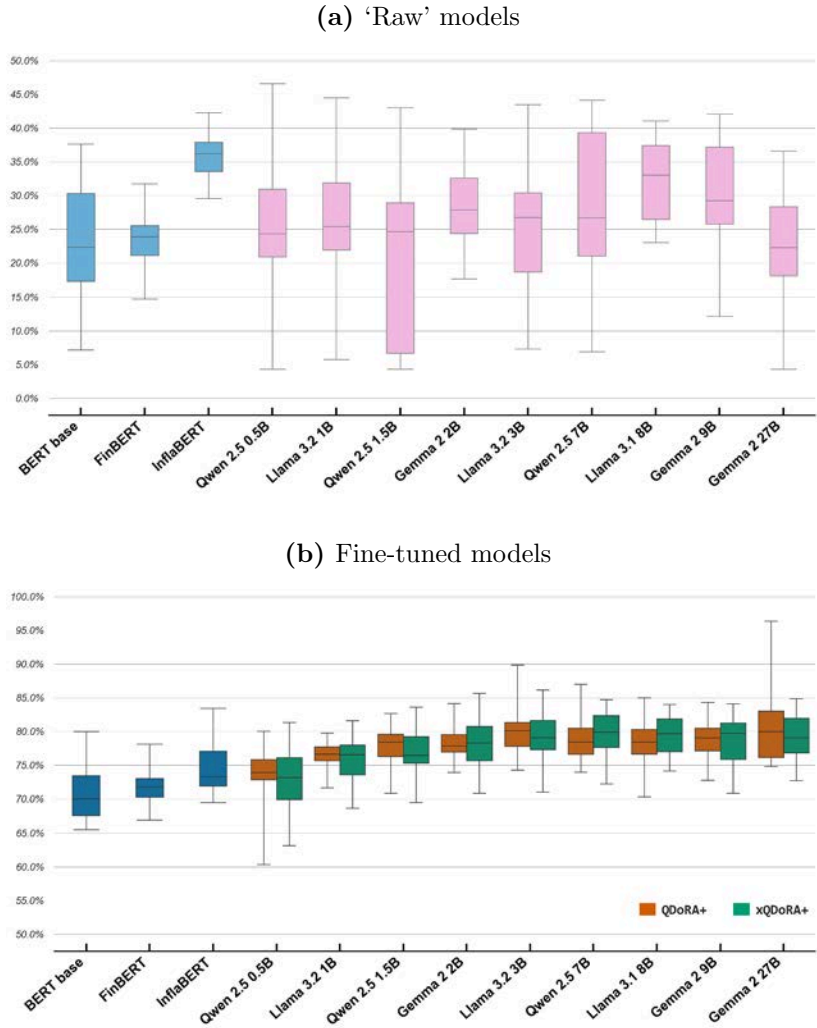 (a) ‘Raw’ models
50.0%
45.0%
40.0%
35.0%
30.0%
25.0%
20.0%
15.0%
10.0%
5.0%
0.0%
BERT base
FinBERT
InflaBERT
Qwen 2.5 0.5B
Llama 3.2 1B
Qwen 2.5 1.5B
Gemma 2 2B
Llama 3.2 3B
Qwen 2.5 7B
Llama 3.1 8B
Gemma 2 9B
Gemma 2 27B
(b) Fine-tuned models
100.0%
95.0%
90.0%
85.0%
80.0%
75.0%
70.0%
65.0%
60.0%
55.0%
50.0%
QDoRA+
xQDoRA+
BERT base
FinBERT
InflaBERT
Qwen 2.5 0.5B
Llama 3.2 1B
Qwen 2.5 1.5B
Gemma 2 2B
Llama 3.2 3B
Qwen 2.5 7B
Llama 3.1 8B
Gemma 2 9B
Gemma 2 27B